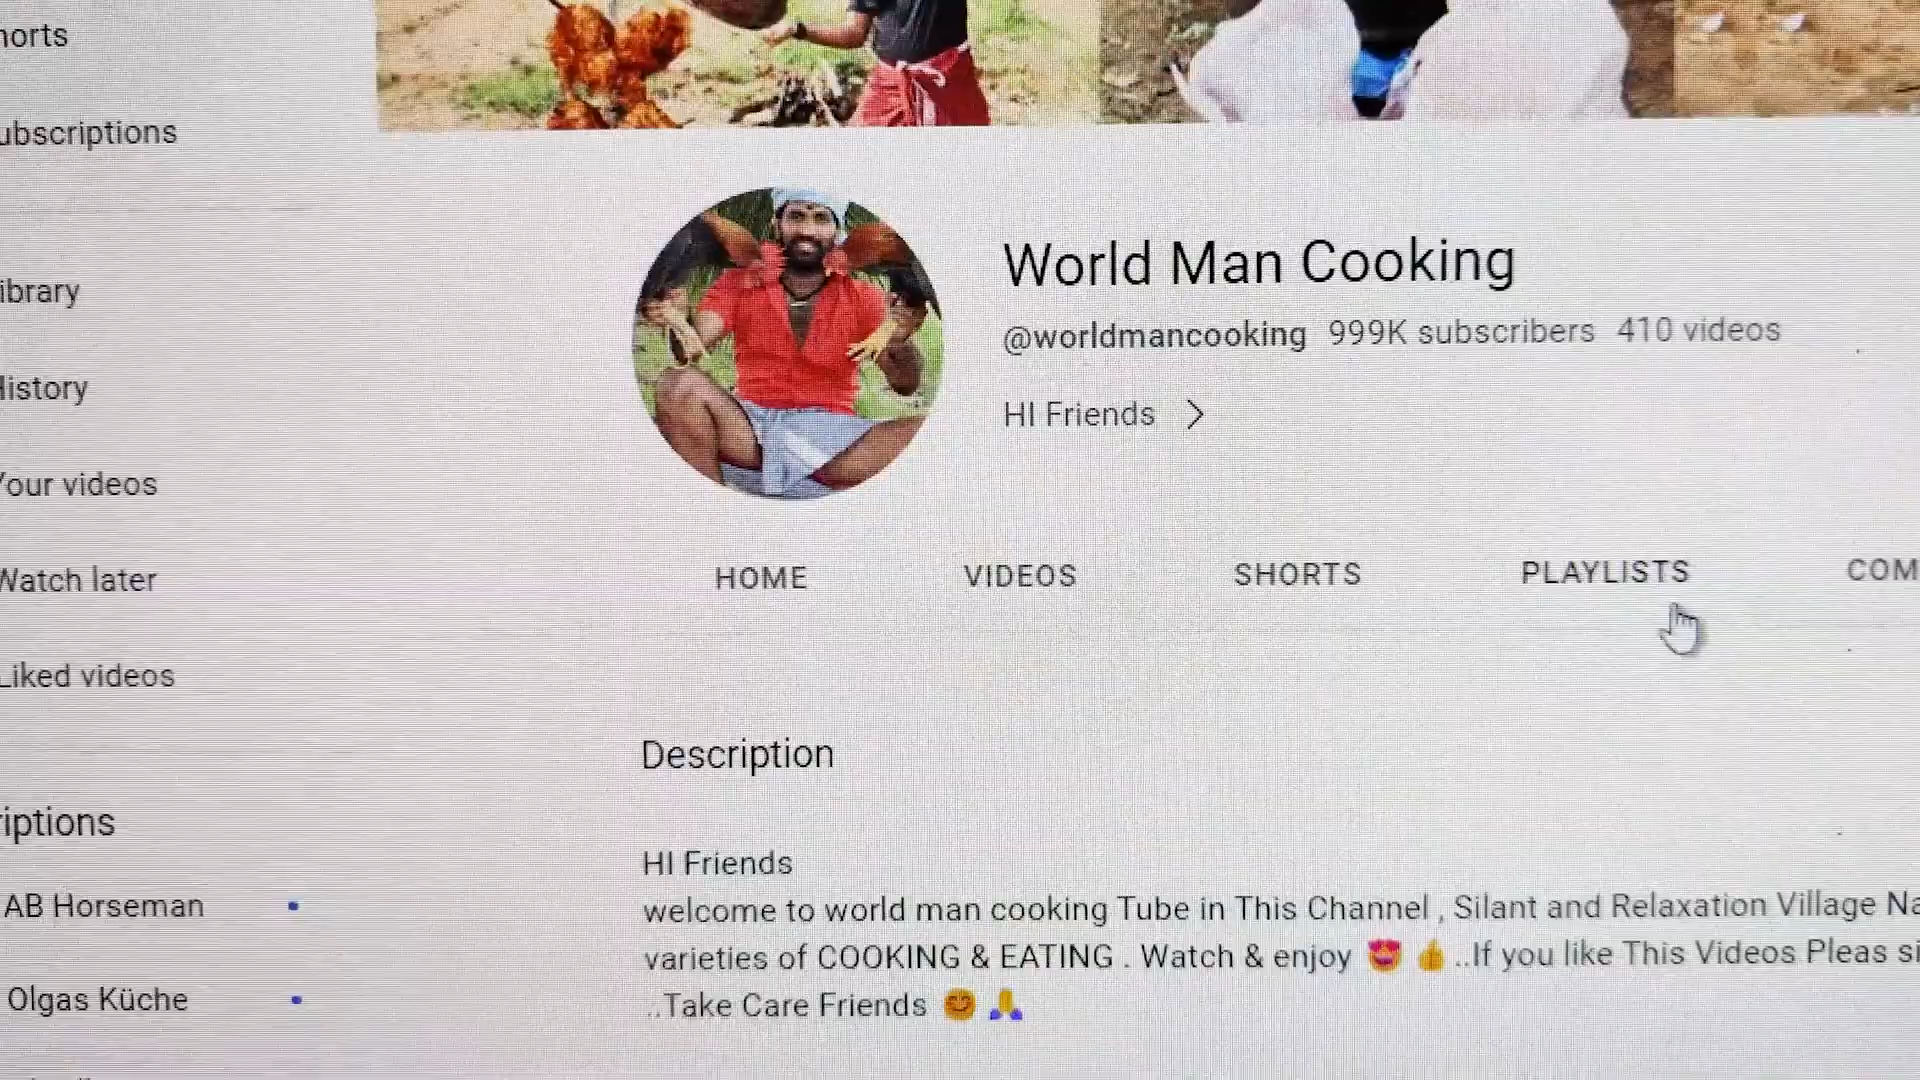 horts
ubscriptions
ibrary
History
Your videos
Watch later
Liked videos
riptions
AB Horseman
Olgas Küche
World Man Cooking
@worldmancooking 999K subscribers 410 videos
HI Friends >
HOME VIDEOS SHORTS PLAYLISTS COM
Description
HI Friends
welcome to world man cooking Tube in This Channel , Silant and Relaxation Village Na
varieties of COOKING & EATING . Watch & enjoy 😍 👍 ..If you like This Videos Pleas si
..Take Care Friends 😊 🙏